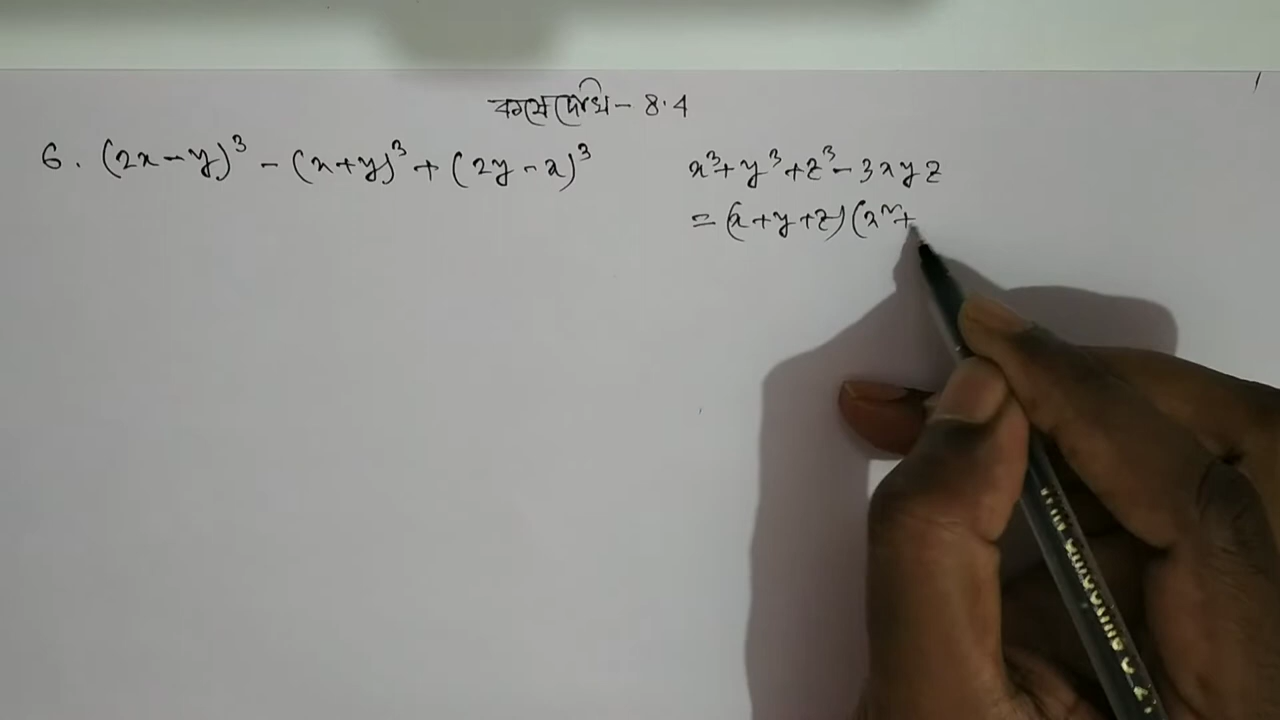 কষে দেখি - 8.4
6. (2x-y)³ - (x+y)³ + (2y-x)³
x³+y³+z³-3xyz
= (x+y+z)(x²+